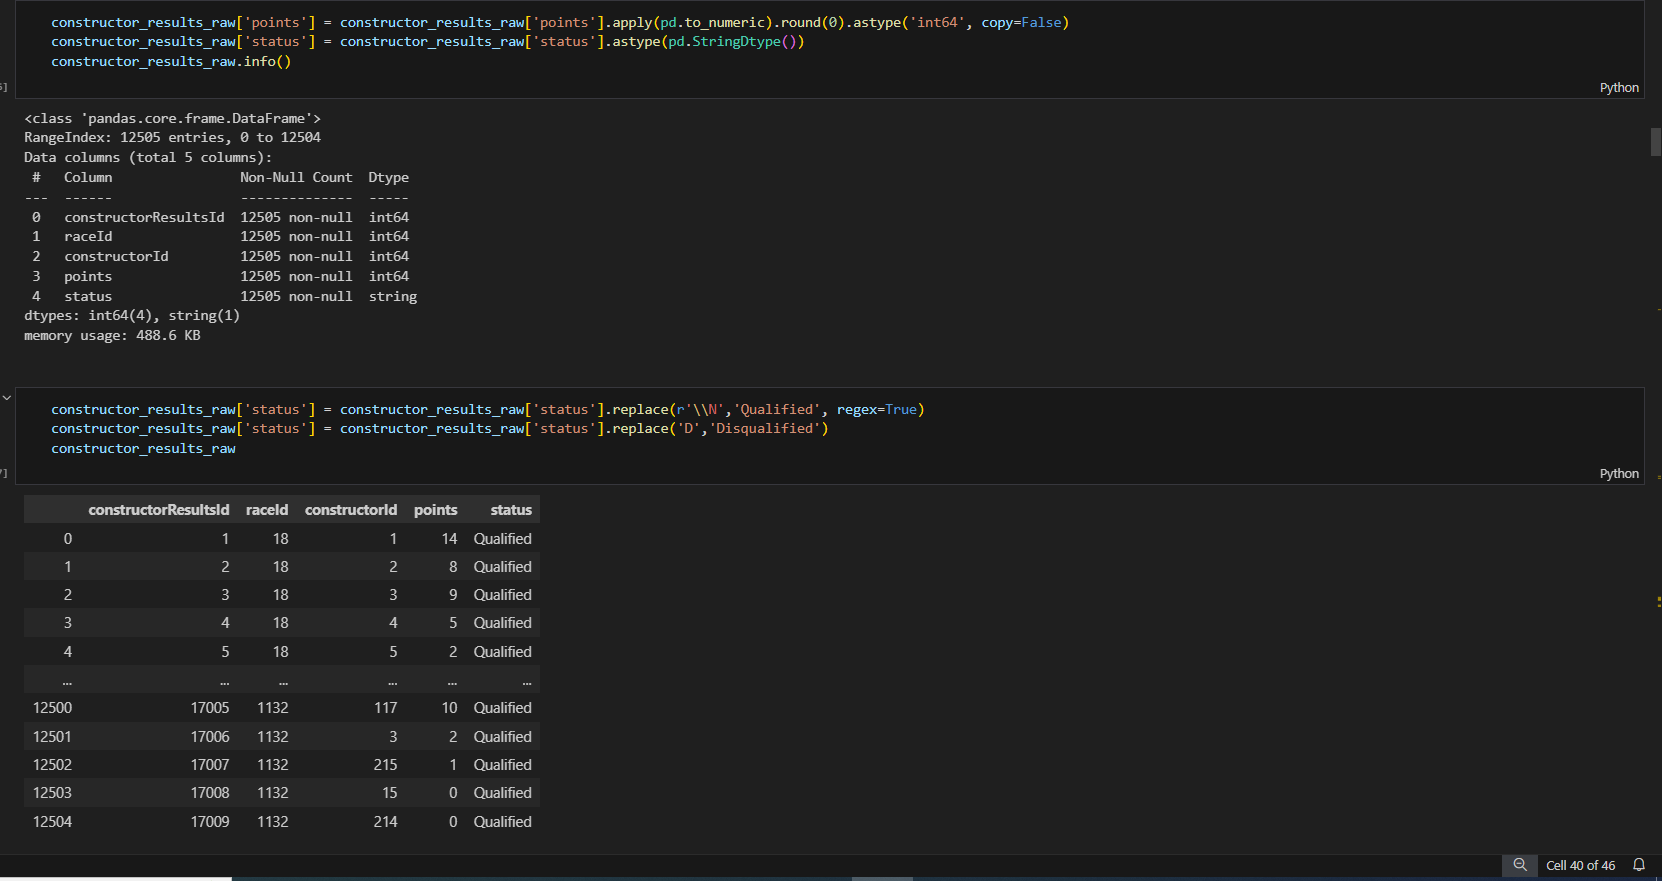 constructor_results_raw['points'] = constructor_results_raw['points'].apply(pd.to_numeric).round(0).astype('int64', copy=False)
constructor_results_raw['status'] = constructor_results_raw['status'].astype(pd.StringDtype())
constructor_results_raw.info()
]
Python
<class 'pandas.core.frame.DataFrame'>
RangeIndex: 12505 entries, 0 to 12504
Data columns (total 5 columns):
#   Column                Non-Null Count  Dtype
---  ------                --------------  -----
0   constructorResultsId  12505 non-null  int64
1   raceId                12505 non-null  int64
2   constructorId         12505 non-null  int64
3   points                12505 non-null  int64
4   status                12505 non-null  string
dtypes: int64(4), string(1)
memory usage: 488.6 KB
constructor_results_raw['status'] = constructor_results_raw['status'].replace(r'\\N','Qualified', regex=True)
constructor_results_raw['status'] = constructor_results_raw['status'].replace('D','Disqualified')
constructor_results_raw
]
Python
constructorResultsId raceId constructorId points status
0 1 18 1 14 Qualified
1 2 18 2 8 Qualified
2 3 18 3 9 Qualified
3 4 18 4 5 Qualified
4 5 18 5 2 Qualified
... ... ... ... ... ...
12500 17005 1132 117 10 Qualified
12501 17006 1132 3 2 Qualified
12502 17007 1132 215 1 Qualified
12503 17008 1132 15 0 Qualified
12504 17009 1132 214 0 Qualified
Cell 40 of 46